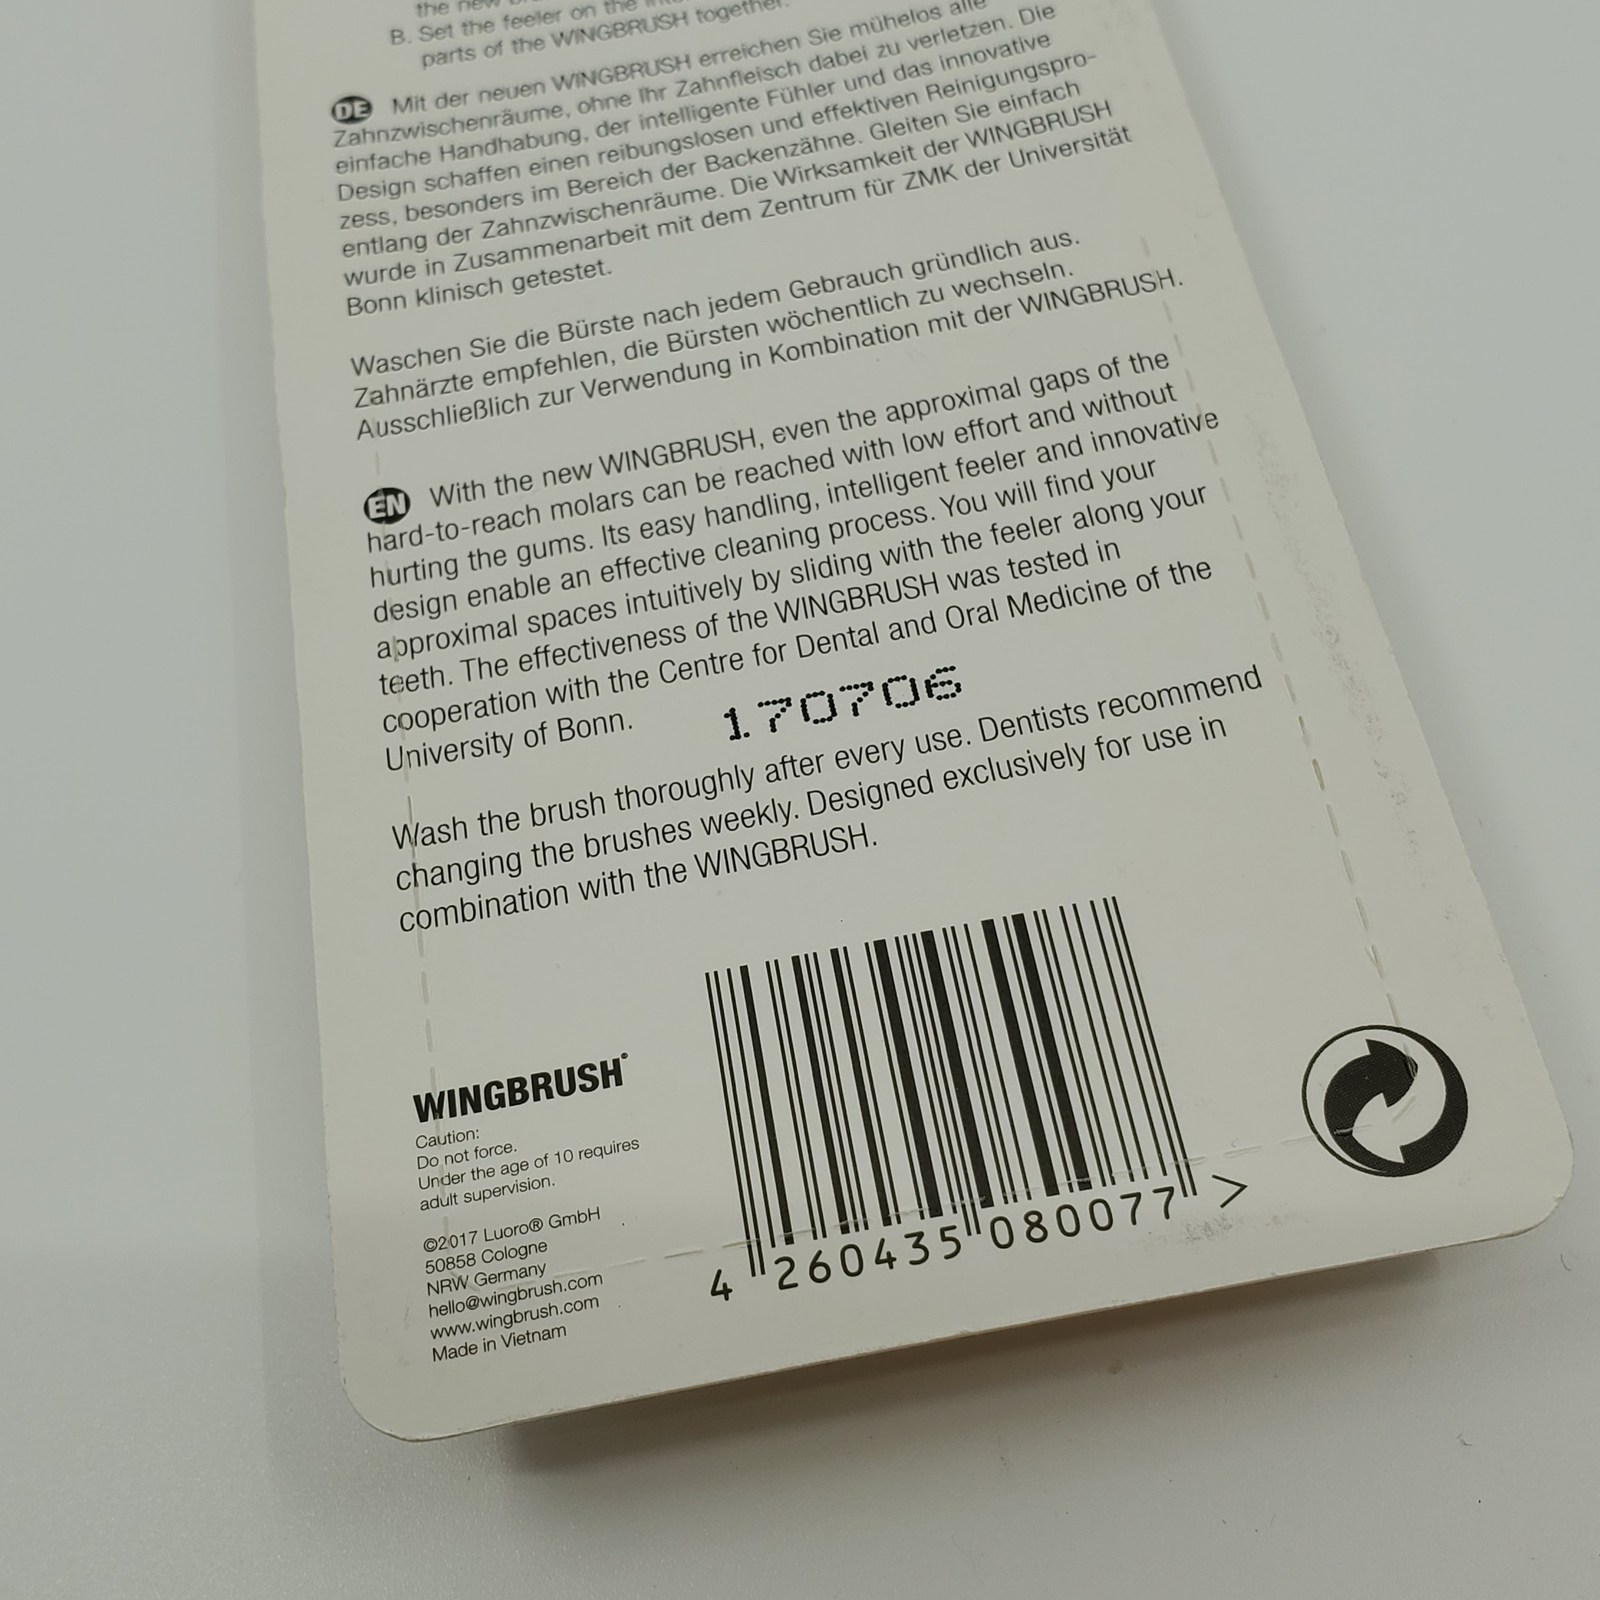 the new
B. Set the feeler on the
parts of the WINGBRUSH together.
DE Mit der neuen WINGBRUSH erreichen Sie mühelos alle
Zahnzwischenräume, ohne Ihr Zahnfleisch dabei zu verletzen. Die
einfache Handhabung, der intelligente Fühler und das innovative
Design schaffen einen reibungslosen und effektiven Reinigungspro-
zess, besonders im Bereich der Backenzähne. Gleiten Sie einfach
entlang der Zahnzwischenräume. Die Wirksamkeit der WINGBRUSH
wurde in Zusammenarbeit mit dem Zentrum für ZMK der Universität
Bonn klinisch getestet.
Waschen Sie die Bürste nach jedem Gebrauch gründlich aus.
Zahnärzte empfehlen, die Bürsten wöchentlich zu wechseln.
Ausschließlich zur Verwendung in Kombination mit der WINGBRUSH.
EN With the new WINGBRUSH, even the approximal gaps of the
hard-to-reach molars can be reached with low effort and without
hurting the gums. Its easy handling, intelligent feeler and innovative
design enable an effective cleaning process. You will find your
approximal spaces intuitively by sliding with the feeler along your
teeth. The effectiveness of the WINGBRUSH was tested in
cooperation with the Centre for Dental and Oral Medicine of the
University of Bonn.
170706
Wash the brush thoroughly after every use. Dentists recommend
changing the brushes weekly. Designed exclusively for use in
combination with the WINGBRUSH.
WINGBRUSH®
Caution:
Do not force.
Under the age of 10 requires
adult supervision.
©2017 Luoro® GmbH
50858 Cologne
NRW Germany
hello@wingbrush.com
www.wingbrush.com
Made in Vietnam
4 260435 080077 >